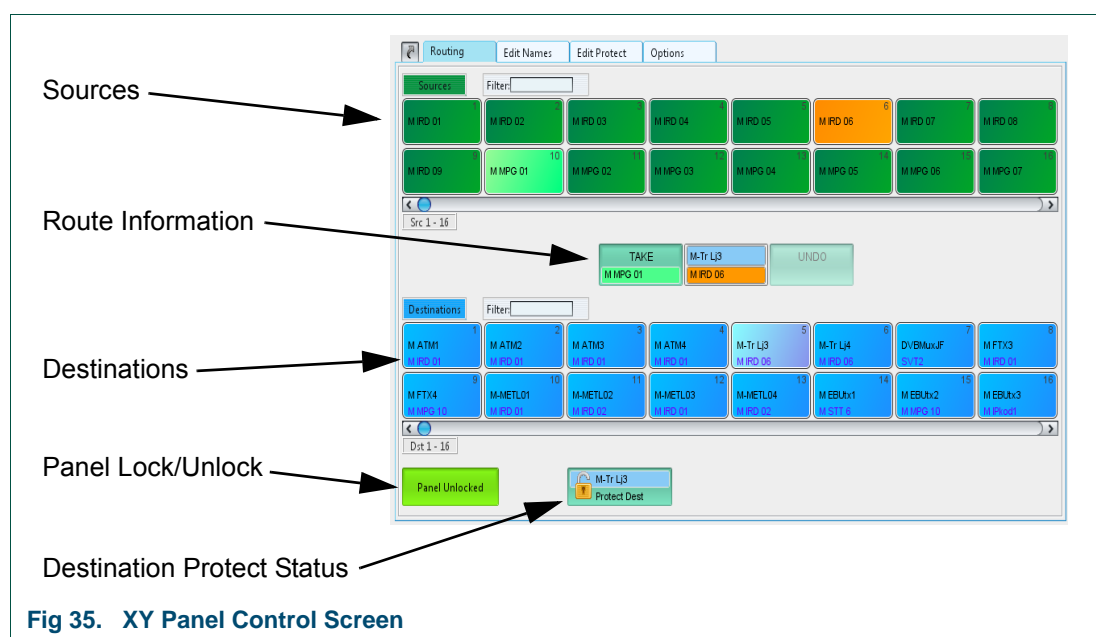 Routing Edit Names Edit Protect Options
Sources Filter:
Sources
1 2 3 4 5 6 7 8
M IRD 01 M IRD 02 M IRD 03 M IRD 04 M IRD 05 M IRD 06 M IRD 07 M IRD 08
9 10 11 12 13 14 15 16
M IRD 09 M MPG 01 M MPG 02 M MPG 03 M MPG 04 M MPG 05 M MPG 06 M MPG 07
Src 1 - 16
Route Information
TAKE M-Tr Lj3 UNDO
M MPG 01 M IRD 06
Destinations Filter:
1 2 3 4 5 6 7 8
M ATM1 M ATM2 M ATM3 M ATM4 M-Tr Lj3 M-Tr Lj4 DVBMuxJF M FTX3
M IRD 01 M IRD 01 M IRD 01 M IRD 01 M IRD 06 M IRD 06 SVT2 M IRD 01
Destinations
9 10 11 12 13 14 15 16
M FTX4 M-METL01 M-METL02 M-METL03 M-METL04 M EBUtx1 M EBUtx2 M EBUtx3
M MPG 10 M IRD 01 M IRD 02 M IRD 01 M IRD 02 M STT 6 M MPG 10 M IPkod1
Dst 1 - 16
Panel Lock/Unlock
Panel Unlocked
M-Tr Lj3
Protect Dest
Destination Protect Status
Fig 35. XY Panel Control Screen